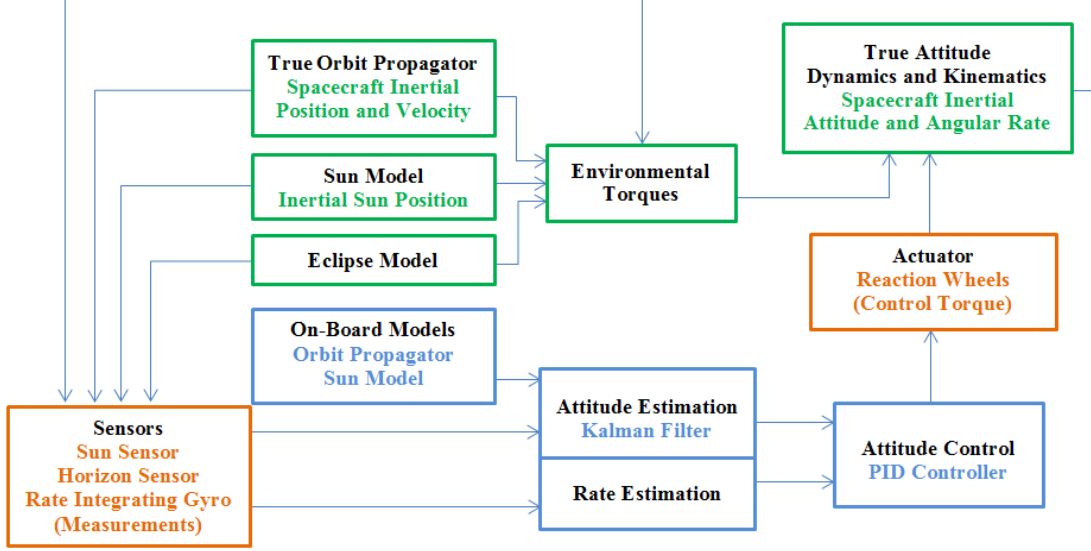 True Orbit Propagator
Spacecraft Inertial
Position and Velocity
Sun Model
Inertial Sun Position
Eclipse Model
Environmental
Torques
True Attitude
Dynamics and Kinematics
Spacecraft Inertial
Attitude and Angular Rate
Actuator
Reaction Wheels
(Control Torque)
On-Board Models
Orbit Propagator
Sun Model
Sensors
Sun Sensor
Horizon Sensor
Rate Integrating Gyro
(Measurements)
Attitude Estimation
Kalman Filter
Rate Estimation
Attitude Control
PID Controller